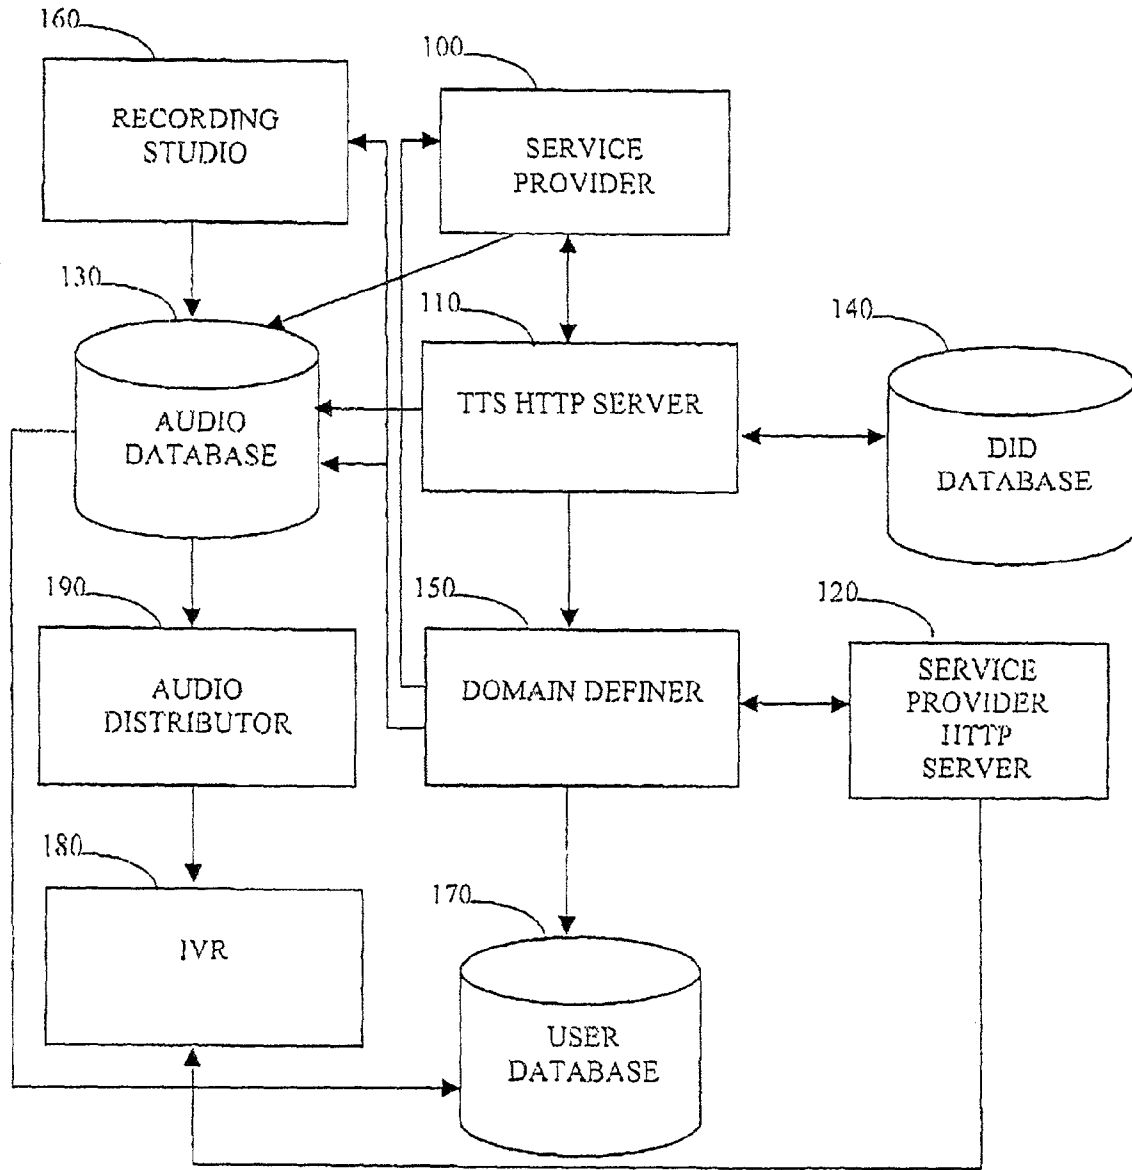 160
RECORDING
STUDIO
100
SERVICE
PROVIDER
130
AUDIO
DATABASE
110
TTS HTTP SERVER
140
DID
DATABASE
190
AUDIO
DISTRIBUTOR
150
DOMAIN DEFINER
120
SERVICE
PROVIDER
HTTP
SERVER
180
IVR
170
USER
DATABASE